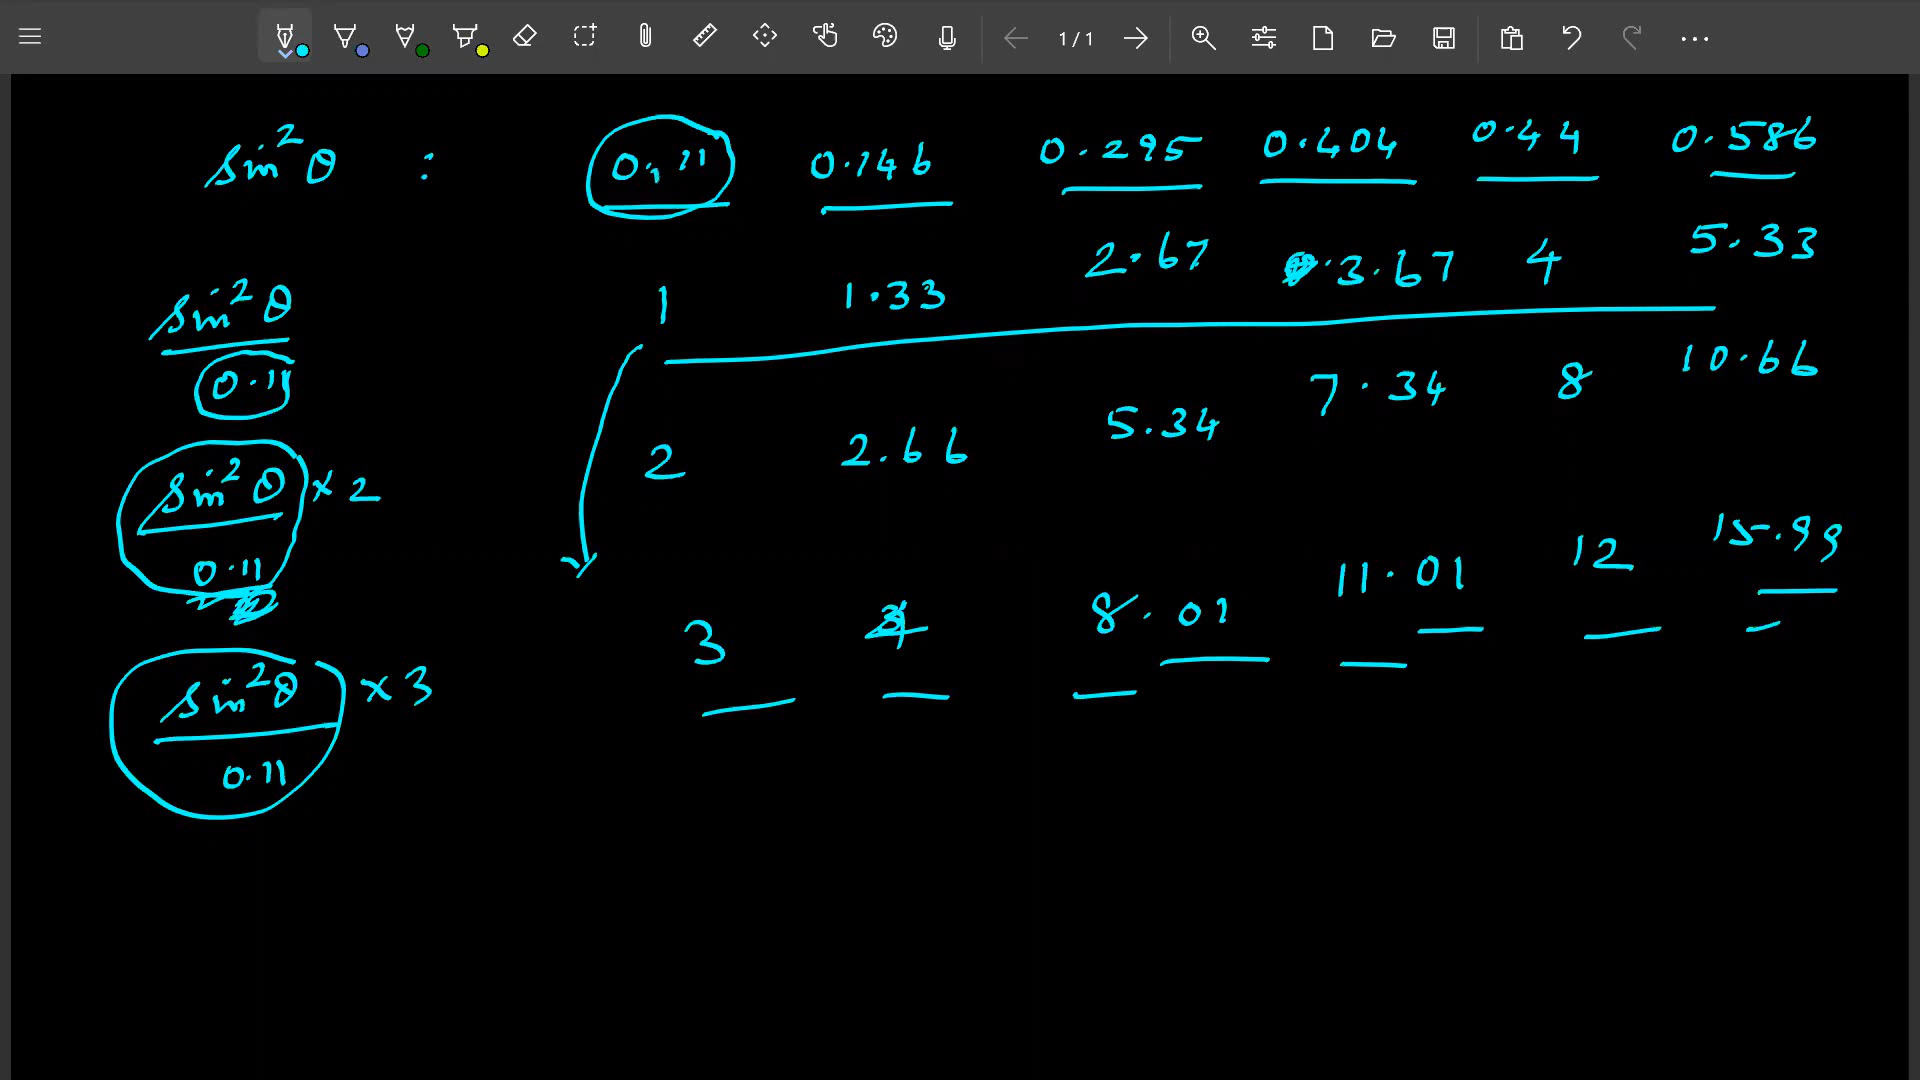 1 / 1
sin²θ : 0.11 0.146 0.295 0.404 0.44 0.586
sin²θ / 0.11 1 1.33 2.67 3.67 4 5.33
sin²θ / 0.11 × 2 2 2.66 5.34 7.34 8 10.66
sin²θ / 0.11 × 3 3 4 8.01 11.01 12 15.99